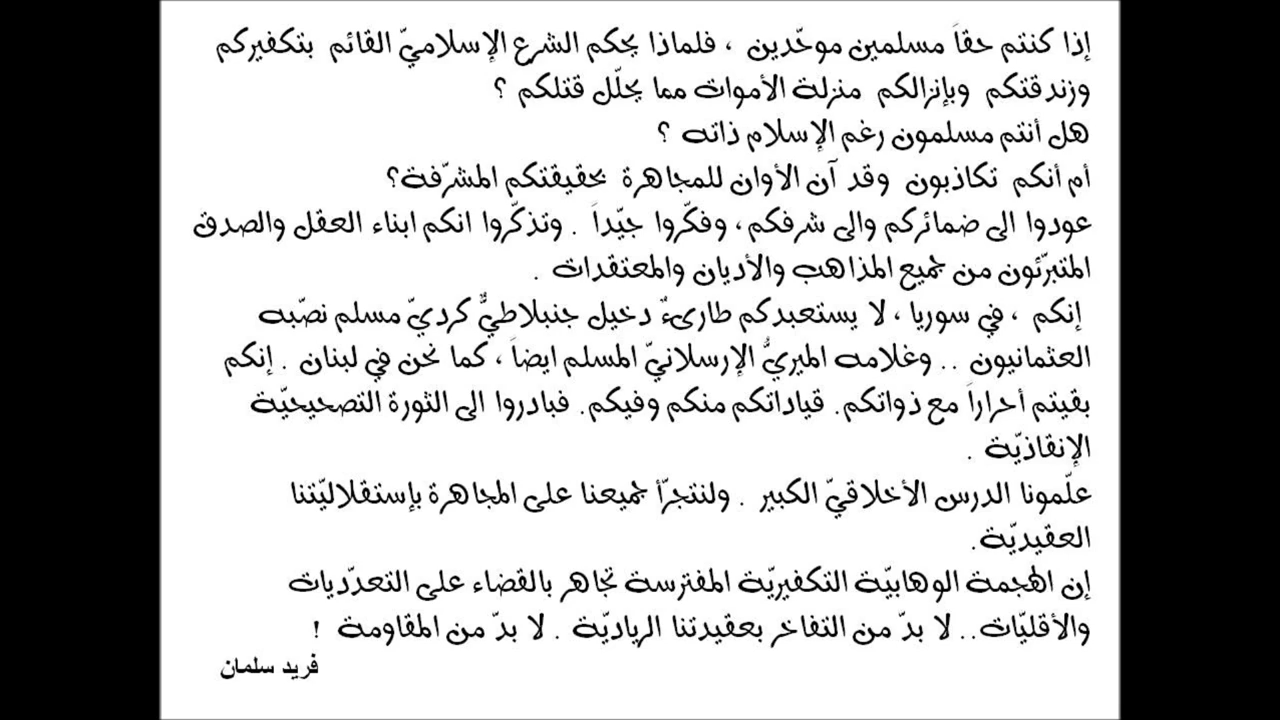 إذا كنتم حقاَ مسلمين موحّدين ، فلماذا يحكم الشرع الإسلاميّ القائم بتكفيركم
وزندقتكم وبإنزالكم منزلة الأموات مما يحلّل قتلكم ؟
هل أنتم مسلمون رغم الإسلام ذاته ؟
أم أنكم تكاذبون وقد آن الأوان للمجاهرة بحقيقتكم المشرّفة؟
عودوا الى ضمائركم والى شرفكم، وفكّروا جيّداَ . وتذكّروا انكم ابناء العقل والصدق
المتبرّئون من جميع المذاهب والأديان والمعتقدات .
إنكم ، في سوريا ، لا يستعبدكم طارىءٌ دخيل جنبلاطيٌّ كرديّ مسلم نصّبه
العثمانيون .. وغلامه الميريُّ الإرسلانيّ المسلم ايضاَ ، كما نحن في لبنان . إنكم
بقيتم أحراراَ مع ذواتكم. قياداتكم منكم وفيكم. فبادروا الى الثورة التصحيحيّة
الإنقاذيّة .
علّمونا الدرس الأخلاقيّ الكبير . ولنتجرّأ جميعنا على المجاهرة بإستقلاليّتنا
العقيديّة.
إن الهجمة الوهابيّة التكفيريّة المفترسة تجاهر بالقضاء على التعدّديات
والأقليّات.. لا بدّ من التفاخر بعقيدتنا الرياديّة . لا بدّ من المقاومة !
فريد سلمان